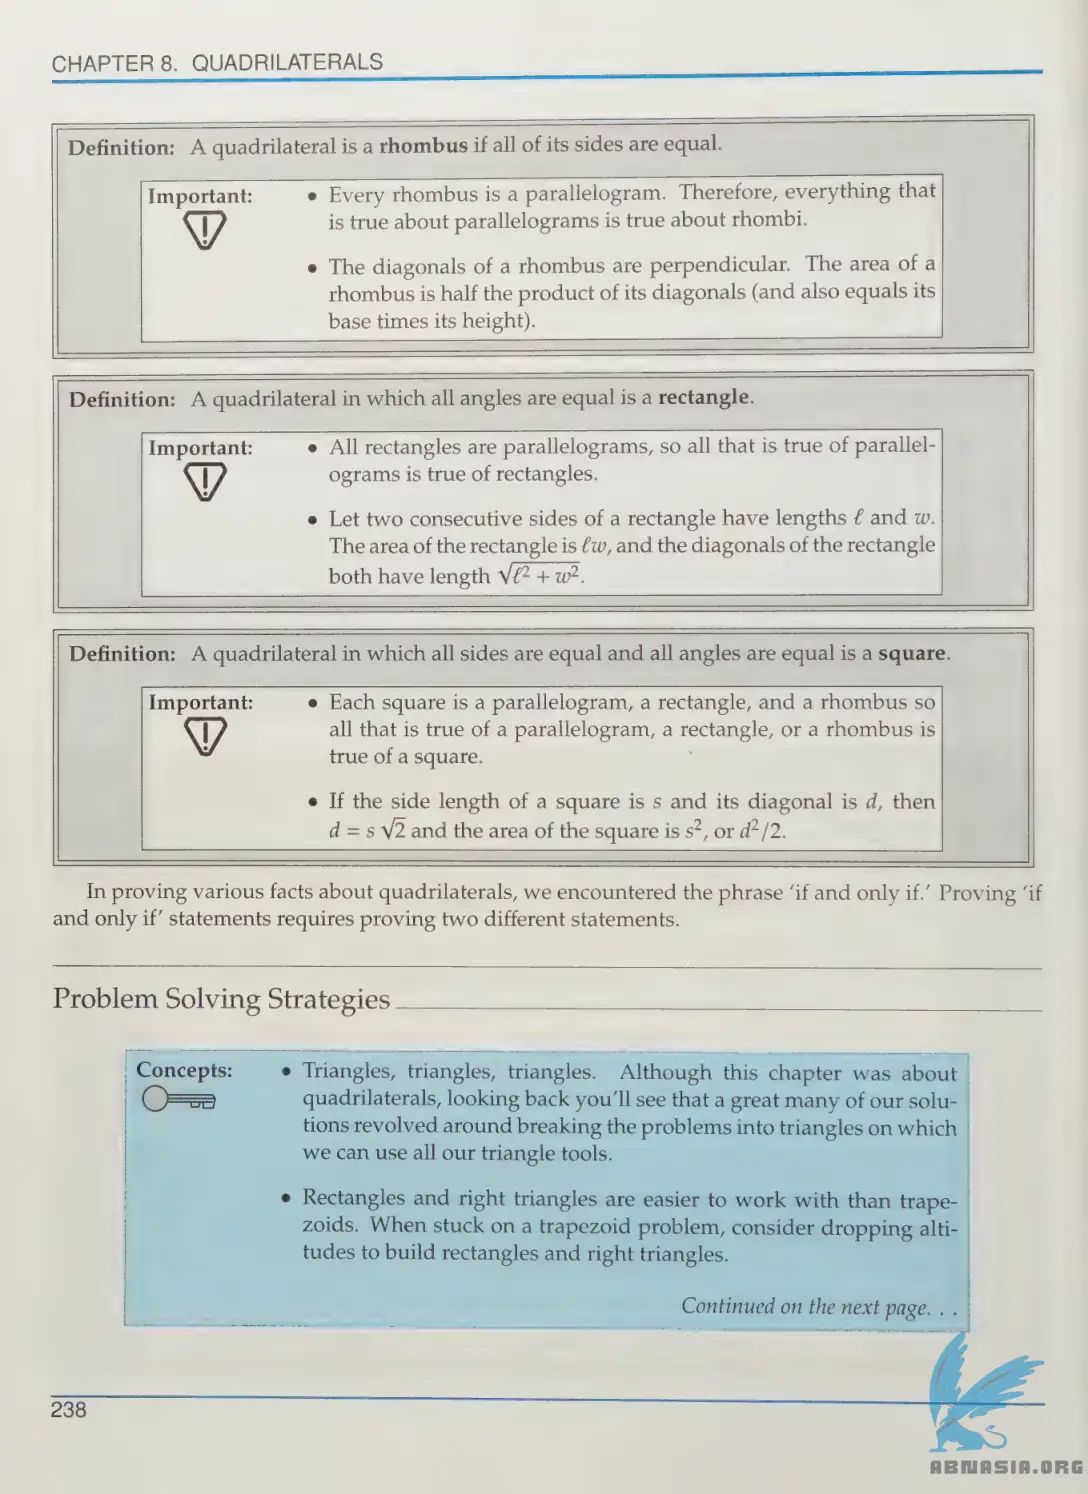 CHAPTER 8. QUADRILATERALS
Definition: A quadrilateral is a rhombus if all of its sides are equal.
Important: • Every rhombus is a parallelogram. Therefore, everything that
is true about parallelograms is true about rhombi.
• The diagonals of a rhombus are perpendicular. The area of a
rhombus is half the product of its diagonals (and also equals its
base times its height).
Definition: A quadrilateral in which all angles are equal is a rectangle.
Important: • All rectangles are parallelograms, so all that is true of parallel-
ograms is true of rectangles.
• Let two consecutive sides of a rectangle have lengths ℓ and w.
The area of the rectangle is ℓw, and the diagonals of the rectangle
both have length √(ℓ² + w²).
Definition: A quadrilateral in which all sides are equal and all angles are equal is a square.
Important: • Each square is a parallelogram, a rectangle, and a rhombus so
all that is true of a parallelogram, a rectangle, or a rhombus is
true of a square.
• If the side length of a square is s and its diagonal is d, then
d = s√2 and the area of the square is s², or d²/2.
In proving various facts about quadrilaterals, we encountered the phrase 'if and only if.' Proving 'if
and only if' statements requires proving two different statements.
Problem Solving Strategies
Concepts: • Triangles, triangles, triangles. Although this chapter was about
quadrilaterals, looking back you'll see that a great many of our solu-
tions revolved around breaking the problems into triangles on which
we can use all our triangle tools.
• Rectangles and right triangles are easier to work with than trape-
zoids. When stuck on a trapezoid problem, consider dropping alti-
tudes to build rectangles and right triangles.
Continued on the next page. . .
238
ABNASIA.ORG